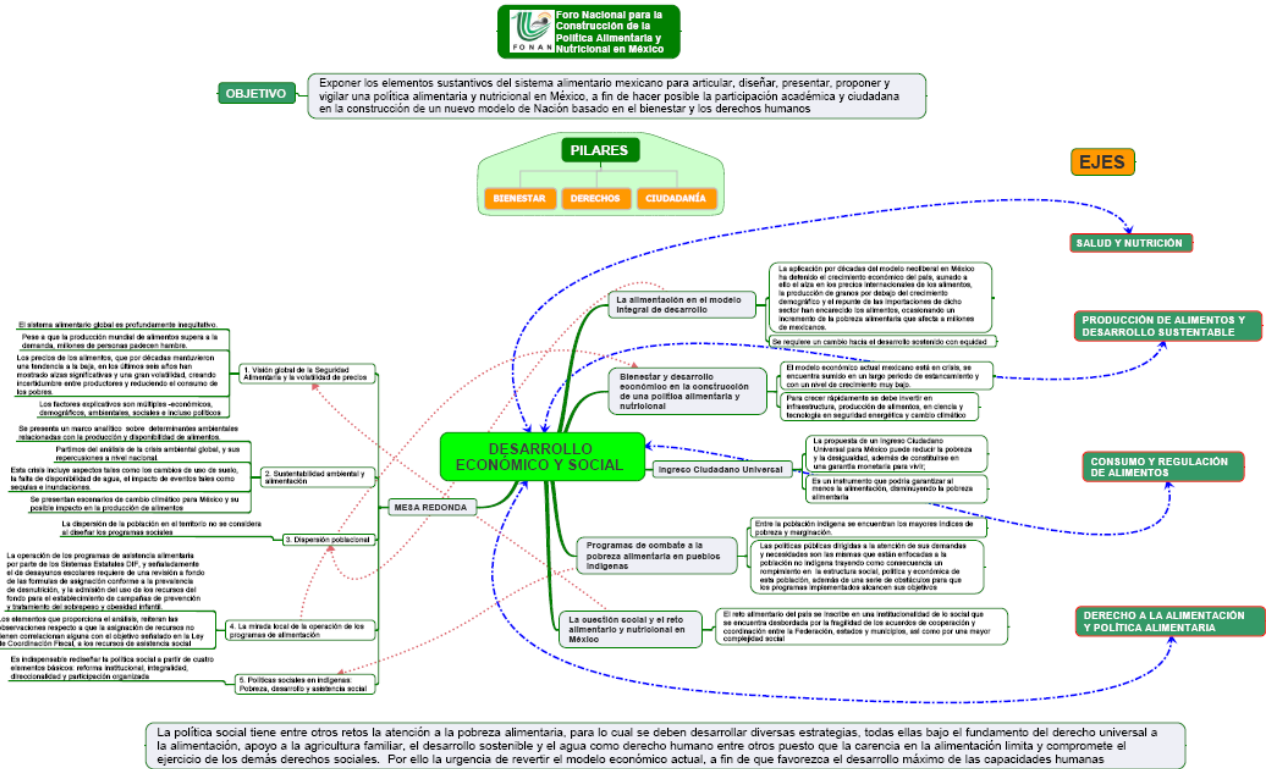 Foro Nacional para la
Construcción de la
Política Alimentaria y
Nutricional en México
FONAN
OBJETIVO
Exponer los elementos sustantivos del sistema alimentario mexicano para articular, diseñar, presentar, proponer y
vigilar una política alimentaria y nutricional en México, a fin de hacer posible la participación académica y ciudadana
en la construcción de un nuevo modelo de Nación basado en el bienestar y los derechos humanos
PILARES
BIENESTAR
DERECHOS
CIUDADANÍA
EJES
SALUD Y NUTRICIÓN
PRODUCCIÓN DE ALIMENTOS Y
DESARROLLO SUSTENTABLE
CONSUMO Y REGULACIÓN
DE ALIMENTOS
DERECHO A LA ALIMENTACIÓN
Y POLÍTICA ALIMENTARIA
DESARROLLO
ECONÓMICO Y SOCIAL
La alimentación en el modelo
integral de desarrollo
La aplicación por décadas del modelo neoliberal en México
ha detenido el crecimiento económico del país, aunado a
ello el alza en los precios internacionales de los alimentos,
la producción de granos por debajo del crecimiento
demográfico y el repunte de las importaciones de dicho
sector han encarecido los alimentos, ocasionando un
incremento de la pobreza alimentaria que afecta a millones
de mexicanos.
Se requiere un cambio hacia el desarrollo sostenido con equidad
Bienestar y desarrollo
económico en la construcción
de una política alimentaria y
nutricional
El modelo económico actual mexicano está en crisis, se
encuentra sumido en un largo periodo de estancamiento y
con un nivel de crecimiento muy bajo.
Para crecer rápidamente se debe invertir en
infraestructura, producción de alimentos, en ciencia y
tecnología en seguridad energética y cambio climático
Ingreso Ciudadano Universal
La propuesta de un Ingreso Ciudadano
Universal para México puede reducir la pobreza
y la desigualdad, además de constituirse en
una garantía monetaria para vivir;
Es un instrumento que podría garantizar al
menos la alimentación, disminuyendo la pobreza
alimentaria
Programas de combate a la
pobreza alimentaria en pueblos
indígenas
Entre la población indígena se encuentran los mayores índices de
pobreza y marginación.
Las políticas públicas dirigidas a la atención de sus demandas
y necesidades son las mismas que están enfocadas a la
población no indígena trayendo como consecuencia un
rompimiento en la estructura social, política y económica de
esta población, además de una serie de obstáculos para que
los programas implementados alcancen sus objetivos
La cuestión social y el reto
alimentario y nutricional en
México
El reto alimentario del país se inscribe en una institucionalidad de lo social que
se encuentra desbordada por la fragilidad de los acuerdos de cooperación y
coordinación entre la Federación, estados y municipios, así como por una mayor
complejidad social
MESA REDONDA
1. Visión global de la Seguridad
Alimentaria y la volatilidad de precios
El sistema alimentario global es profundamente inequitativo.
Pese a que la producción mundial de alimentos supera a la
demanda, millones de personas padecen hambre.
Los precios de los alimentos, que por décadas mantuvieron
una tendencia a la baja, en los últimos seis años han
mostrado alzas significativas y una gran volatilidad, creando
incertidumbre entre productores y reduciendo el consumo de
los pobres.
Los factores explicativos son múltiples -económicos,
demográficos, ambientales, sociales e incluso políticos
2. Sustentabilidad ambiental y
alimentación
Se presenta un marco analítico sobre determinantes ambientales
relacionadas con la producción y disponibilidad de alimentos.
Partimos del análisis de la crisis ambiental global, y sus
repercusiones a nivel nacional.
Esta crisis incluye aspectos tales como los cambios de uso de suelo,
la falta de disponibilidad de agua, el impacto de eventos tales como
sequías e inundaciones.
Se presentan escenarios de cambio climático para México y su
posible impacto en la producción de alimentos
3. Dispersión poblacional
La dispersión de la población en el territorio no se considera
al diseñar los programas sociales
4. La mirada local de la operación de los
programas de alimentación
La operación de los programas de asistencia alimentaria
por parte de los Sistemas Estatales DIF, y señaladamente
el de desayunos escolares requiere de una revisión a fondo
de las formulas de asignación conforme a la prevalencia
de desnutrición, y la admisión del uso de los recursos del
fondo para el establecimiento de campañas de prevención
y tratamiento del sobrepeso y obesidad infantil.
Los elementos que proporciona el análisis, reiteran las
observaciones respecto a que la asignación de recursos no
tienen correlacionan alguna con el objetivo señalado en la Ley
de Coordinación Fiscal, a los recursos de asistencia social
5. Políticas sociales en indígenas:
Pobreza, desarrollo y asistencia social
Es indispensable rediseñar la política social a partir de cuatro
elementos básicos: reforma institucional, integralidad,
direccionalidad y participación organizada
La política social tiene entre otros retos la atención a la pobreza alimentaria, para lo cual se deben desarrollar diversas estrategias, todas ellas bajo el fundamento del derecho universal a
la alimentación, apoyo a la agricultura familiar, el desarrollo sostenible y el agua como derecho humano entre otros puesto que la carencia en la alimentación limita y compromete el
ejercicio de los demás derechos sociales. Por ello la urgencia de revertir el modelo económico actual, a fin de que favorezca el desarrollo máximo de las capacidades humanas